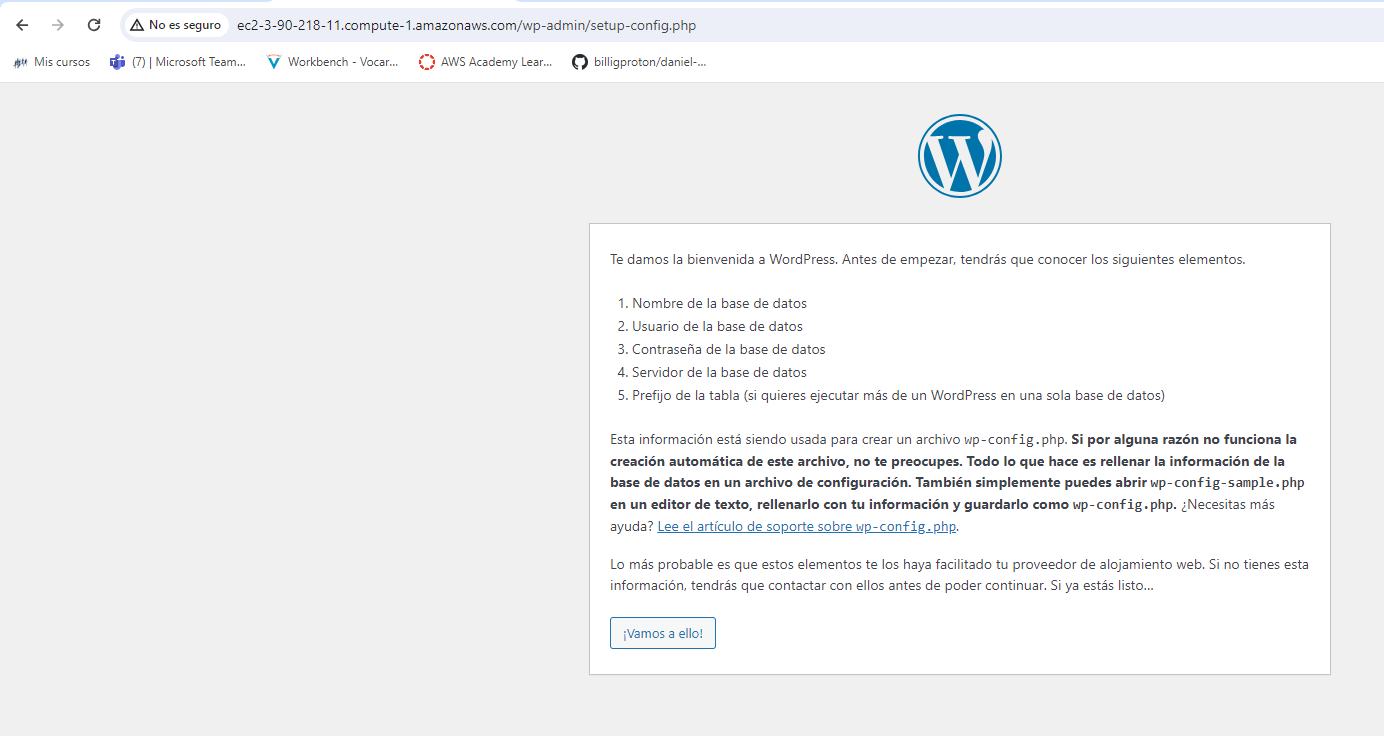 No es seguro ec2-3-90-218-11.compute-1.amazonaws.com/wp-admin/setup-config.php
Mis cursos (7) | Microsoft Team... Workbench - Vocar... AWS Academy Lear... billigproton/daniel-...
Te damos la bienvenida a WordPress. Antes de empezar, tendrás que conocer los siguientes elementos.
1. Nombre de la base de datos
2. Usuario de la base de datos
3. Contraseña de la base de datos
4. Servidor de la base de datos
5. Prefijo de la tabla (si quieres ejecutar más de un WordPress en una sola base de datos)
Esta información está siendo usada para crear un archivo wp-config.php. Si por alguna razón no funciona la
creación automática de este archivo, no te preocupes. Todo lo que hace es rellenar la información de la
base de datos en un archivo de configuración. También simplemente puedes abrir wp-config-sample.php
en un editor de texto, rellenarlo con tu información y guardarlo como wp-config.php. ¿Necesitas más
ayuda? Lee el artículo de soporte sobre wp-config.php.
Lo más probable es que estos elementos te los haya facilitado tu proveedor de alojamiento web. Si no tienes esta
información, tendrás que contactar con ellos antes de poder continuar. Si ya estás listo...
¡Vamos a ello!